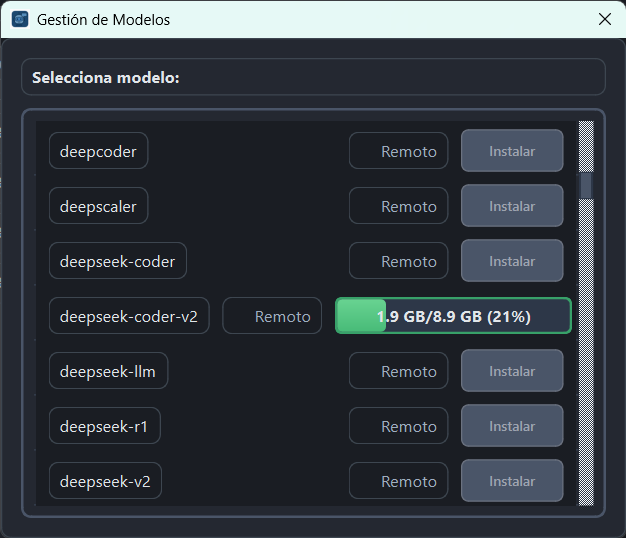 Gestión de Modelos
Selecciona modelo:
deepcoder Remoto Instalar
deepscaler Remoto Instalar
deepseek-coder Remoto Instalar
deepseek-coder-v2 Remoto 1.9 GB/8.9 GB (21%)
deepseek-llm Remoto Instalar
deepseek-r1 Remoto Instalar
deepseek-v2 Remoto Instalar